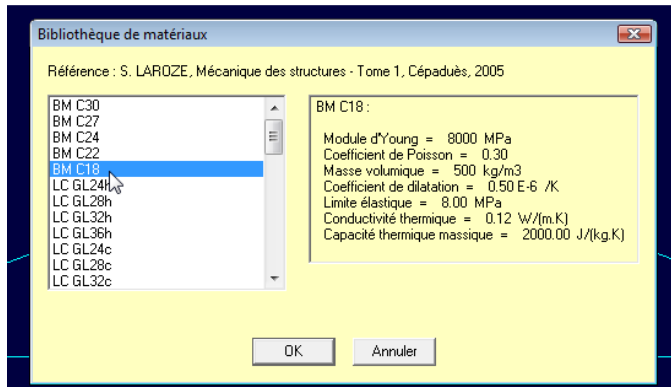 Bibliothèque de matériaux
Référence : S. LAROZE, Mécanique des structures - Tome 1, Cépaduès, 2005
BM C30
BM C27
BM C24
BM C22
BM C18
LC GL24h
LC GL28h
LC GL32h
LC GL36h
LC GL24c
LC GL28c
LC GL32c
BM C18 :
Module d'Young = 8000 MPa
Coefficient de Poisson = 0.30
Masse volumique = 500 kg/m3
Coefficient de dilatation = 0.50 E-6 /K
Limite élastique = 8.00 MPa
Conductivité thermique = 0.12 W/(m.K)
Capacité thermique massique = 2000.00 J/(kg.K)
OK
Annuler